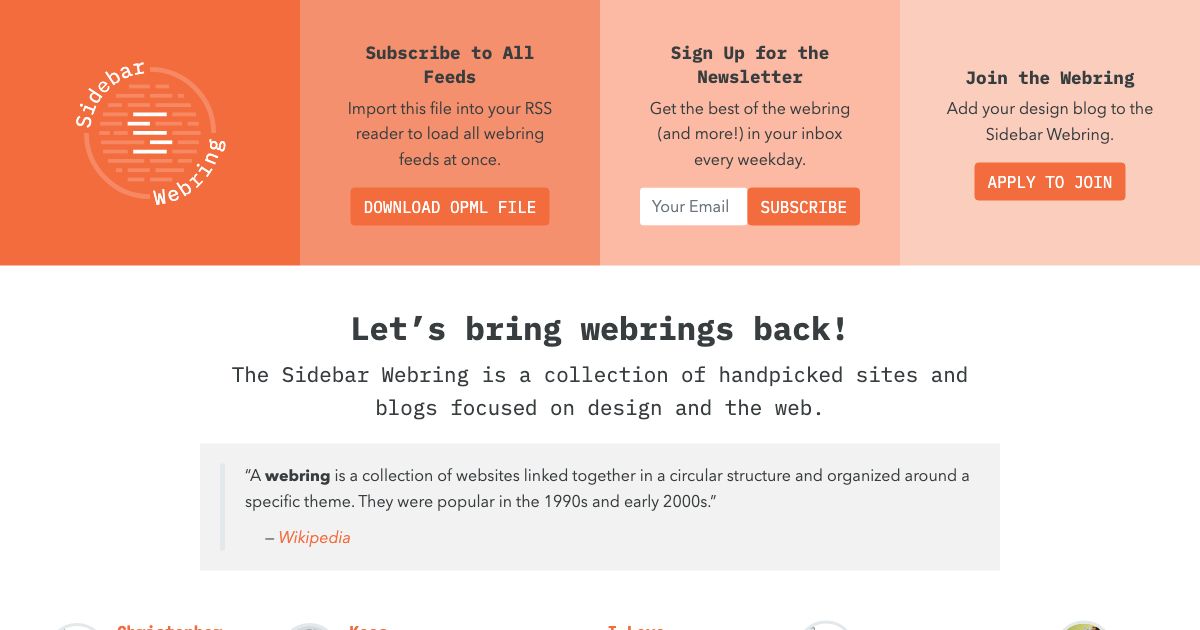 Sidebar
Webring
Subscribe to All
Feeds
Import this file into your RSS
reader to load all webring
feeds at once.
DOWNLOAD OPML FILE
Sign Up for the
Newsletter
Get the best of the webring
(and more!) in your inbox
every weekday.
Your Email
SUBSCRIBE
Join the Webring
Add your design blog to the
Sidebar Webring.
APPLY TO JOIN
Let’s bring webrings back!
The Sidebar Webring is a collection of handpicked sites and
blogs focused on design and the web.
“A webring is a collection of websites linked together in a circular structure and organized around a
specific theme. They were popular in the 1990s and early 2000s.”
— Wikipedia